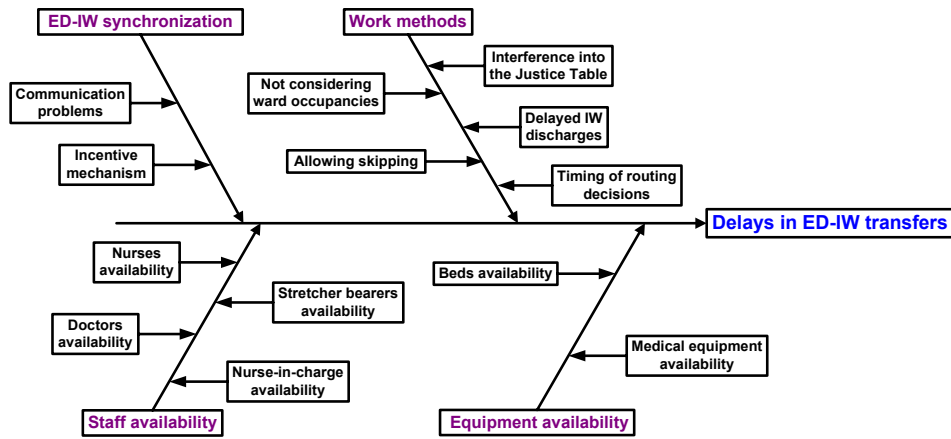 ED-IW synchronization
Work methods
Interference into
the Justice Table
Not considering
ward occupancies
Communication
problems
Delayed IW
discharges
Allowing skipping
Incentive
mechanism
Timing of routing
decisions
Delays in ED-IW transfers
Nurses
availability
Beds availability
Stretcher bearers
availability
Doctors
availability
Medical equipment
availability
Nurse-in-charge
availability
Staff availability
Equipment availability